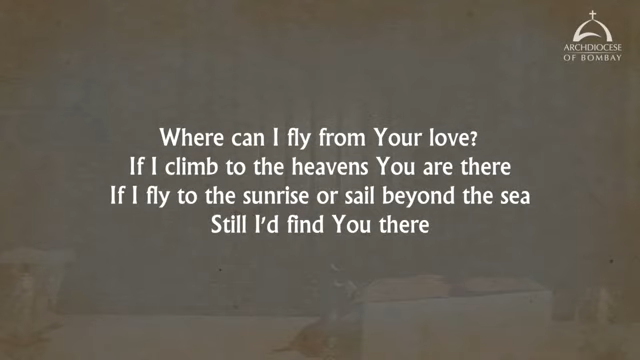 ARCHDIOCESE
OF BOMBAY
Where can I fly from Your love?
If I climb to the heavens You are there
If I fly to the sunrise or sail beyond the sea
Still I'd find You there